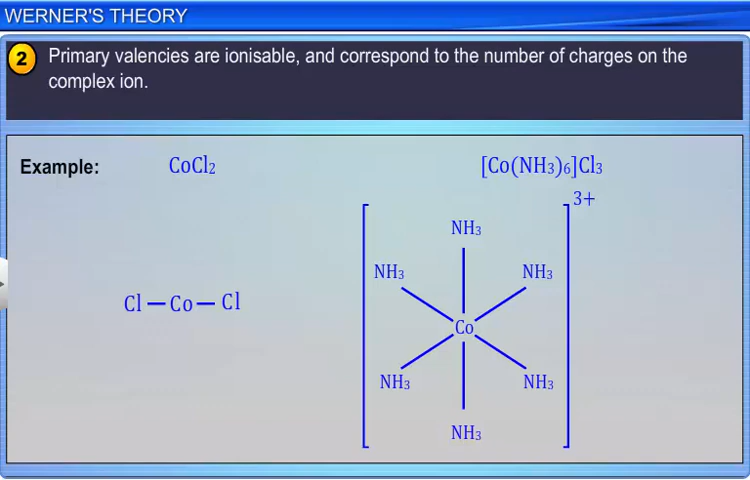 WERNER'S THEORY
2 Primary valencies are ionisable, and correspond to the number of charges on the
complex ion.
Example: CoCl₂ [Co(NH₃)₆]Cl₃
3+
NH₃
NH₃ NH₃
Cl — Co — Cl
Co
NH₃ NH₃
NH₃